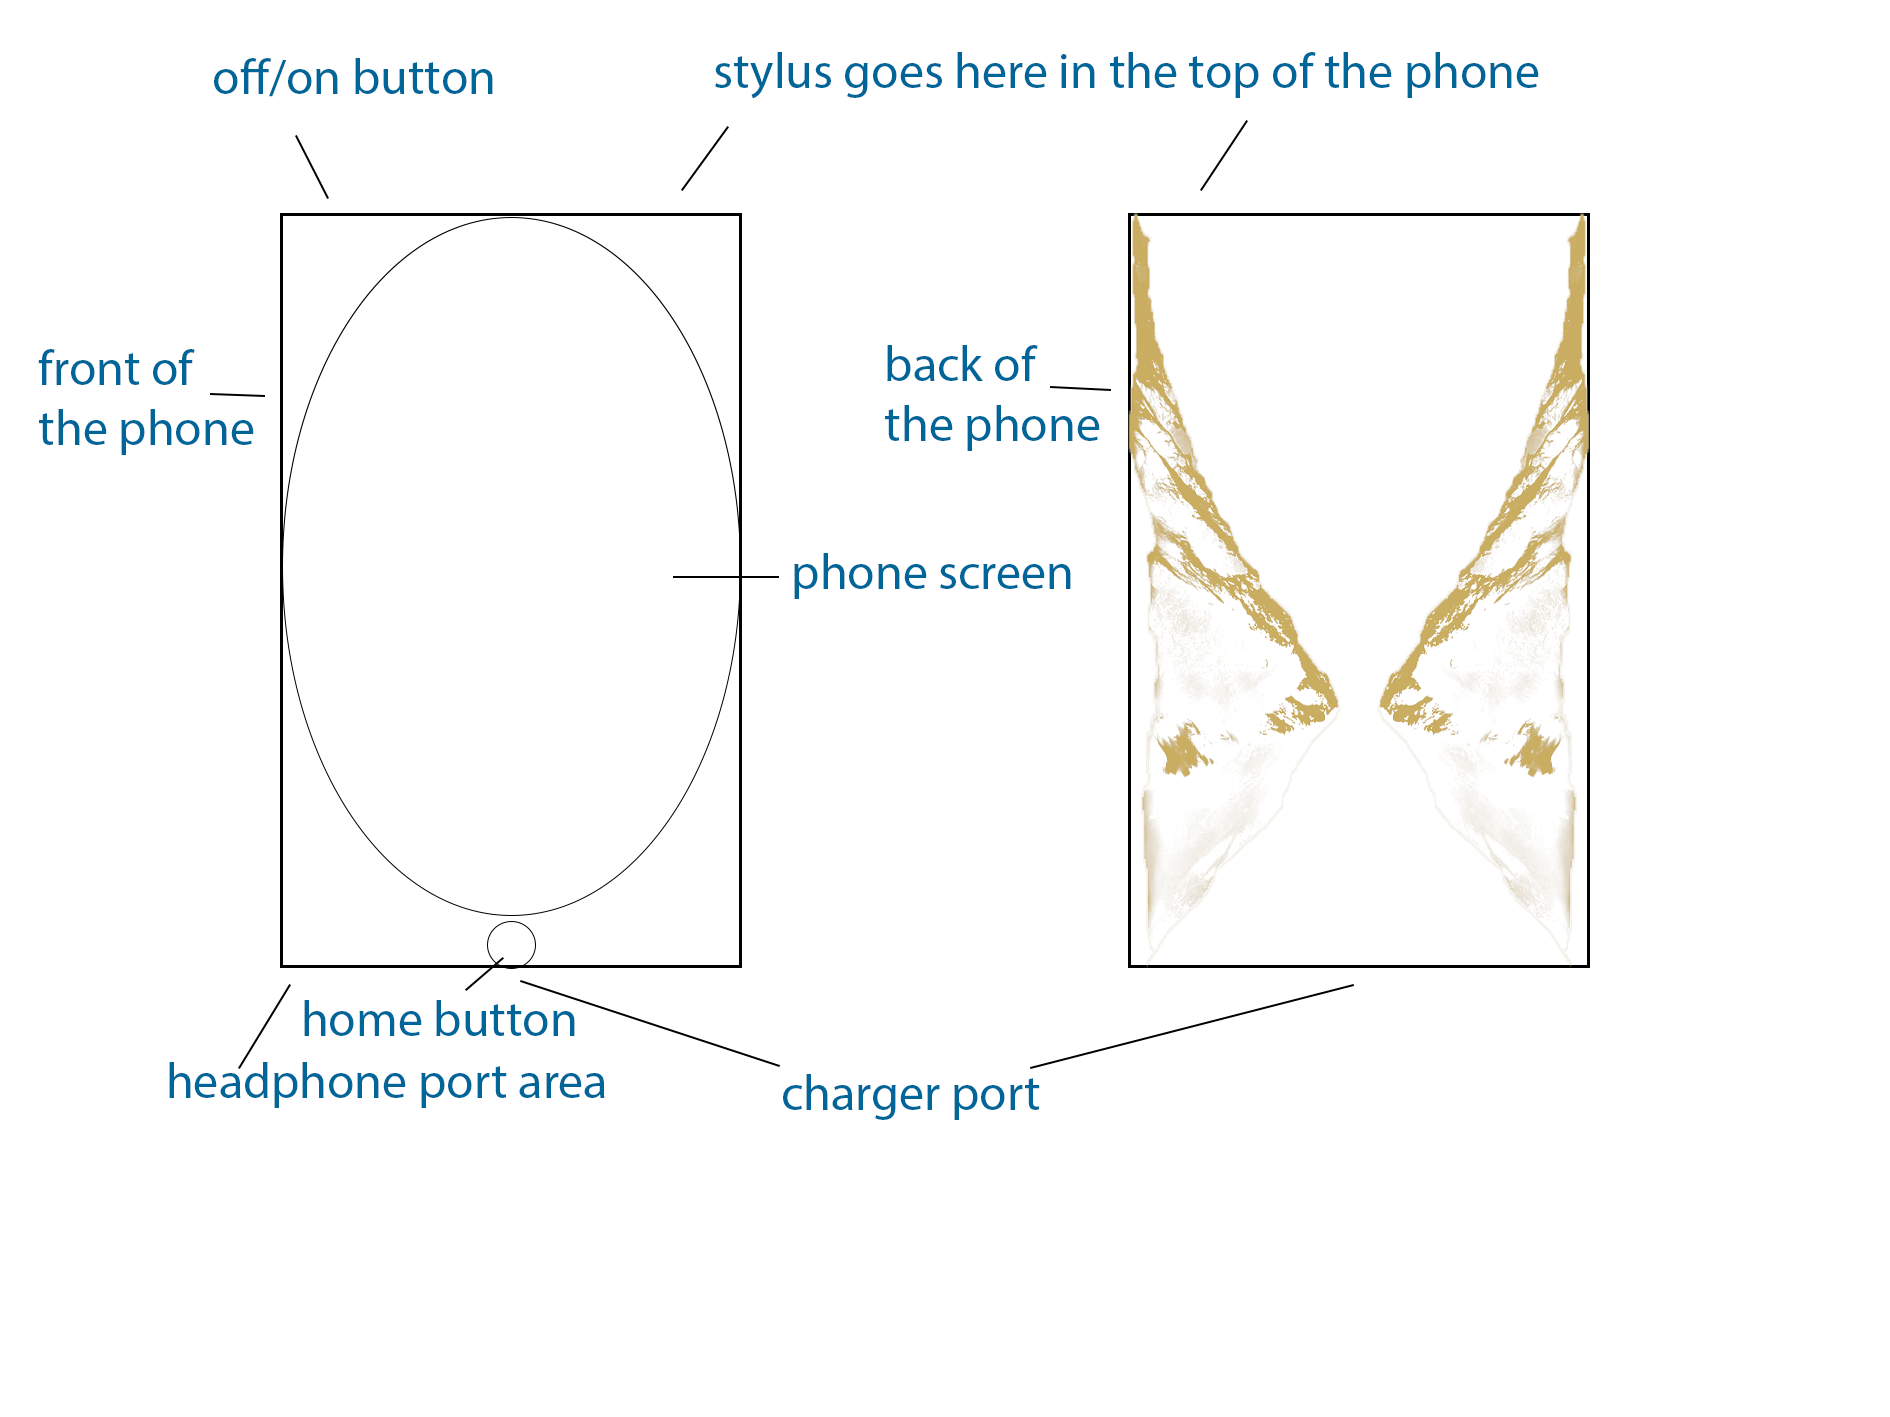 off/on button
stylus goes here in the top of the phone
front of
the phone
back of
the phone
phone screen
home button
headphone port area
charger port